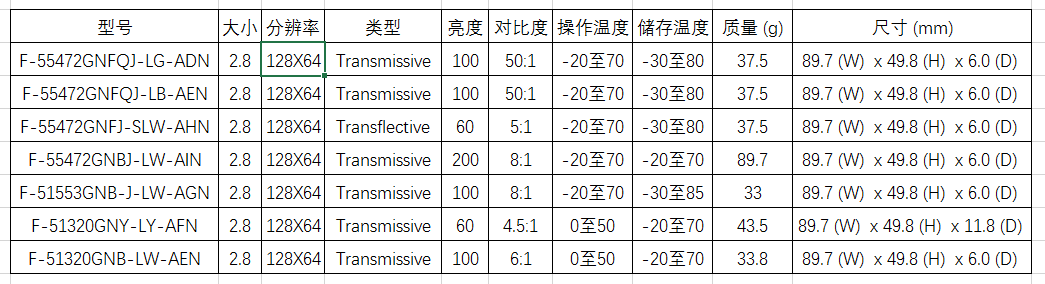 型号 大小 分辨率 类型 亮度 对比度 操作温度 储存温度 质量 (g) 尺寸 (mm)
F-55472GNFQJ-LG-ADN 2.8 128X64 Transmissive 100 50:1 -20至70 -30至80 37.5 89.7 (W) x 49.8 (H) x 6.0 (D)
F-55472GNFQJ-LB-AEN 2.8 128X64 Transmissive 100 50:1 -20至70 -30至80 37.5 89.7 (W) x 49.8 (H) x 6.0 (D)
F-55472GNFJ-SLW-AHN 2.8 128X64 Transflective 60 5:1 -20至70 -30至80 37.5 89.7 (W) x 49.8 (H) x 6.0 (D)
F-55472GNBJ-LW-AIN 2.8 128X64 Transmissive 200 8:1 -20至70 -20至70 89.7 89.7 (W) x 49.8 (H) x 6.0 (D)
F-51553GNB-J-LW-AGN 2.8 128X64 Transmissive 100 8:1 -20至70 -30至85 33 89.7 (W) x 49.8 (H) x 6.0 (D)
F-51320GNY-LY-AFN 2.8 128X64 Transmissive 60 4.5:1 0至50 -20至70 43.5 89.7 (W) x 49.8 (H) x 11.8 (D)
F-51320GNB-LW-AEN 2.8 128X64 Transmissive 100 6:1 0至50 -20至70 33.8 89.7 (W) x 49.8 (H) x 6.0 (D)